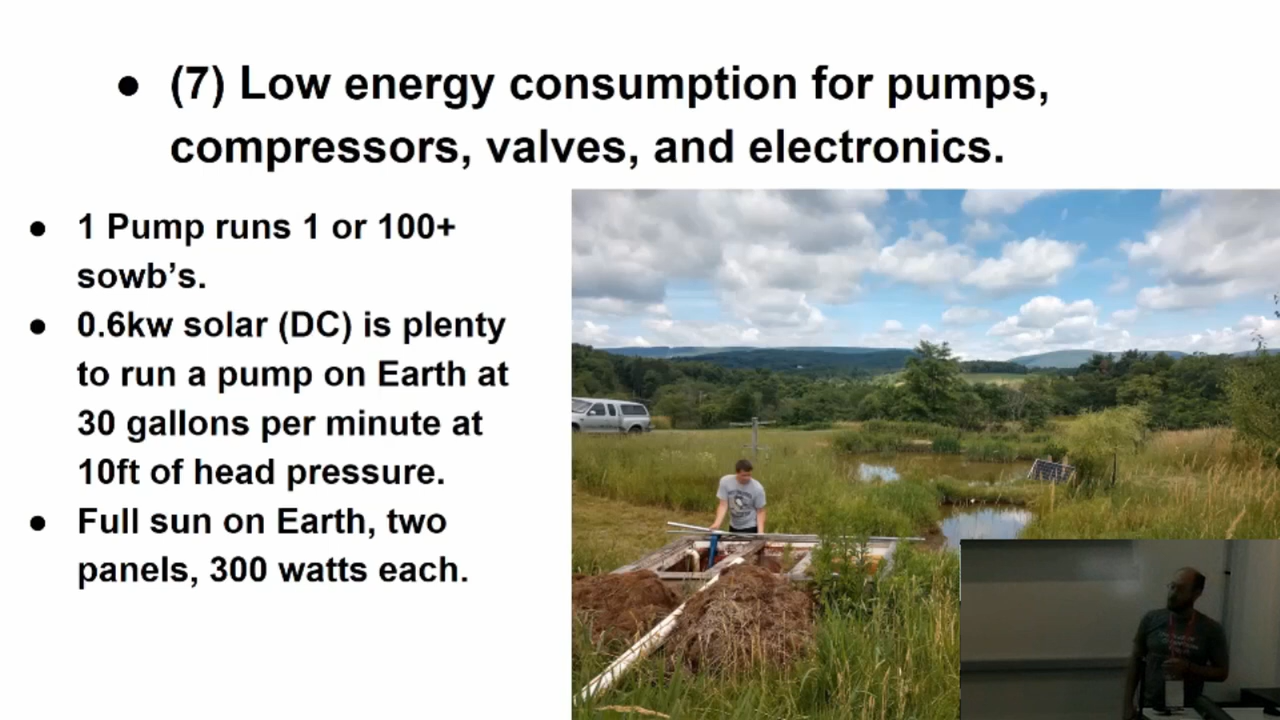 ● (7) Low energy consumption for pumps,
compressors, valves, and electronics.
● 1 Pump runs 1 or 100+
sowb’s.
● 0.6kw solar (DC) is plenty
to run a pump on Earth at
30 gallons per minute at
10ft of head pressure.
● Full sun on Earth, two
panels, 300 watts each.